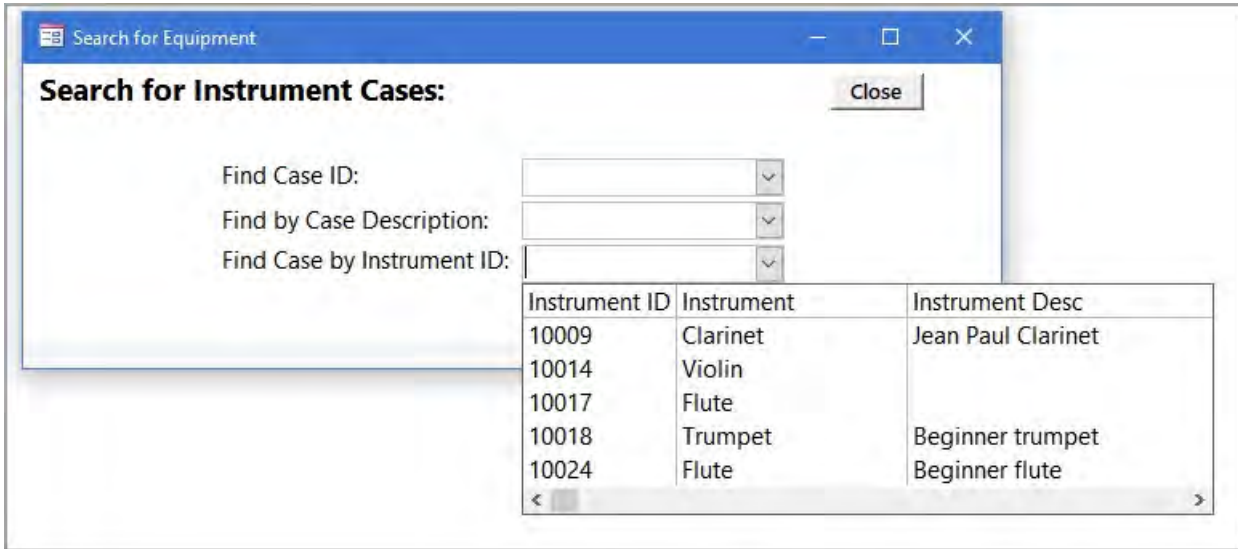 Search for Equipment
Search for Instrument Cases:
Close
Find Case ID:
Find by Case Description:
Find Case by Instrument ID:
Instrument ID Instrument Instrument Desc
10009 Clarinet Jean Paul Clarinet
10014 Violin
10017 Flute
10018 Trumpet Beginner trumpet
10024 Flute Beginner flute